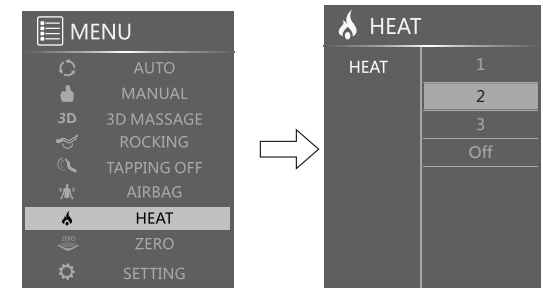 MENU
AUTO
MANUAL
3D 3D MASSAGE
ROCKING
TAPPING OFF
AIRBAG
HEAT
ZERO ZERO
SETTING
HEAT
HEAT 1
2
3
Off